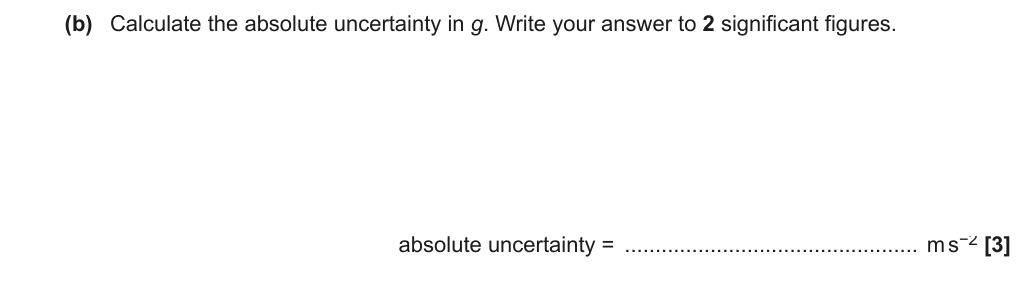 (b) Calculate the absolute uncertainty in g. Write your answer to 2 significant figures.
absolute uncertainty = ................................................ m s⁻² [3]